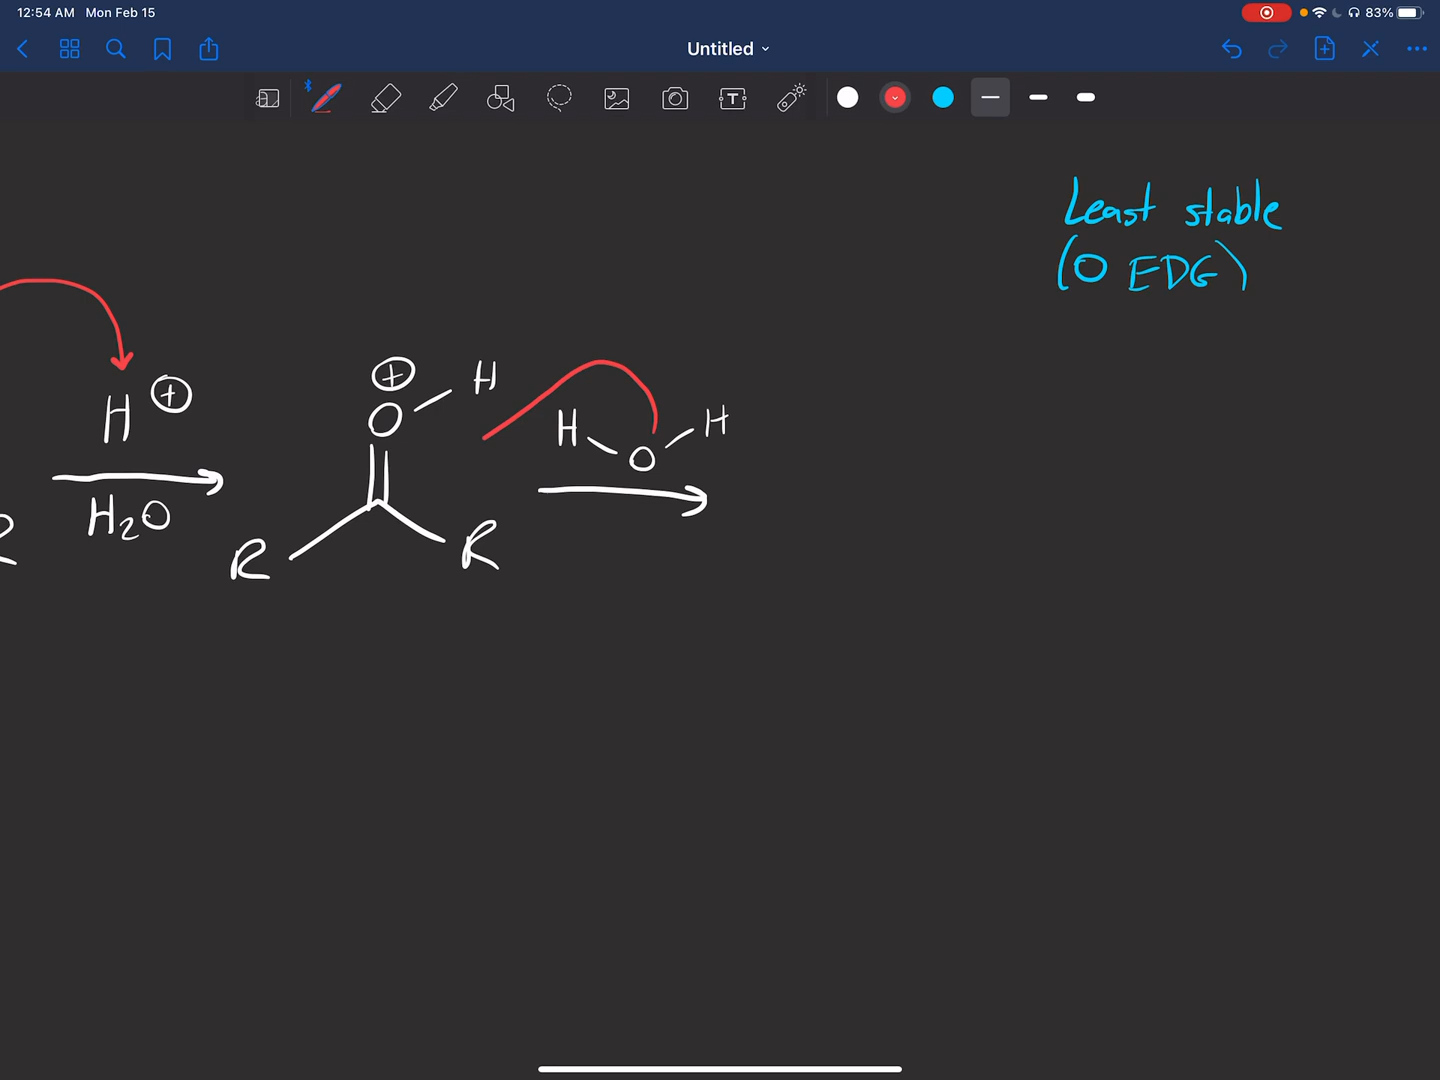 12:54 AM Mon Feb 15
83%
Untitled
T
Least stable
(0 EDG)
H +
H2O
R
+
O H
R
R
H O H